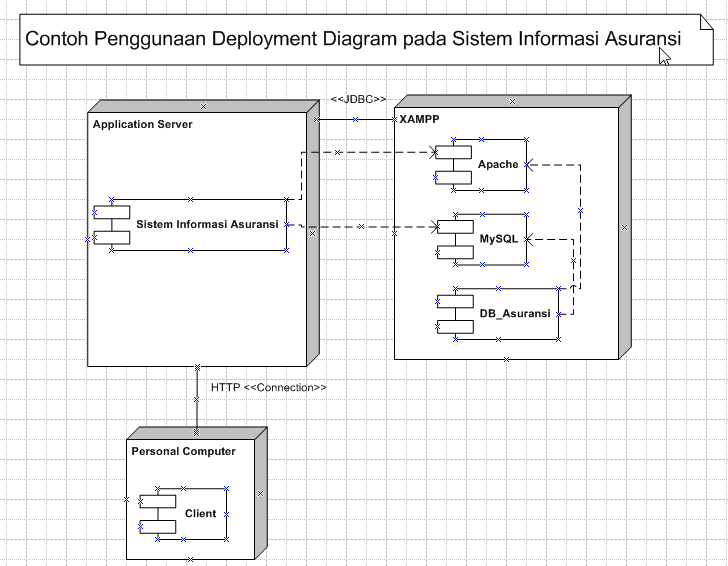 Contoh Penggunaan Deployment Diagram pada Sistem Informasi Asuransi
<<JDBC>>
Application Server
XAMPP
Apache
Sistem Informasi Asuransi
MySQL
DB_Asuransi
HTTP <<Connection>>
Personal Computer
Client